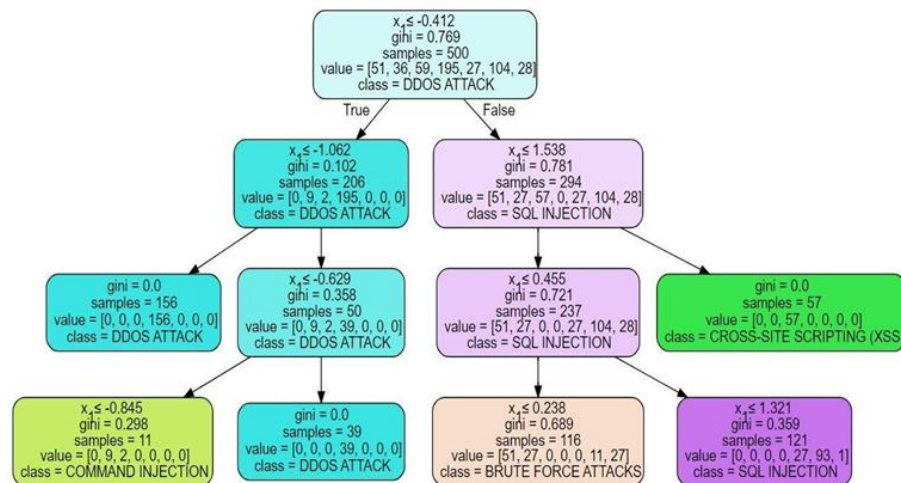 x1≤ -0.412
gini = 0.769
samples = 500
value = [51, 36, 59, 195, 27, 104, 28]
class = DDOS ATTACK
True
False
x1≤ -1.062
gini = 0.102
samples = 206
value = [0, 9, 2, 195, 0, 0, 0]
class = DDOS ATTACK
x1≤ 1.538
gini = 0.781
samples = 294
value = [51, 27, 57, 0, 27, 104, 28]
class = SQL INJECTION
gini = 0.0
samples = 156
value = [0, 0, 0, 156, 0, 0, 0]
class = DDOS ATTACK
x1≤ -0.629
gini = 0.358
samples = 50
value = [0, 9, 2, 39, 0, 0, 0]
class = DDOS ATTACK
x1≤ 0.455
gini = 0.721
samples = 237
value = [51, 27, 0, 0, 27, 104, 28]
class = SQL INJECTION
gini = 0.0
samples = 57
value = [0, 0, 57, 0, 0, 0, 0]
class = CROSS-SITE SCRIPTING (XSS
x1≤ -0.845
gini = 0.298
samples = 11
value = [0, 9, 2, 0, 0, 0, 0]
class = COMMAND INJECTION
gini = 0.0
samples = 39
value = [0, 0, 0, 39, 0, 0, 0]
class = DDOS ATTACK
x1≤ 0.238
gini = 0.689
samples = 116
value = [51, 27, 0, 0, 0, 11, 27]
class = BRUTE FORCE ATTACKS
x1≤ 1.321
gini = 0.359
samples = 121
value = [0, 0, 0, 0, 27, 93, 1]
class = SQL INJECTION